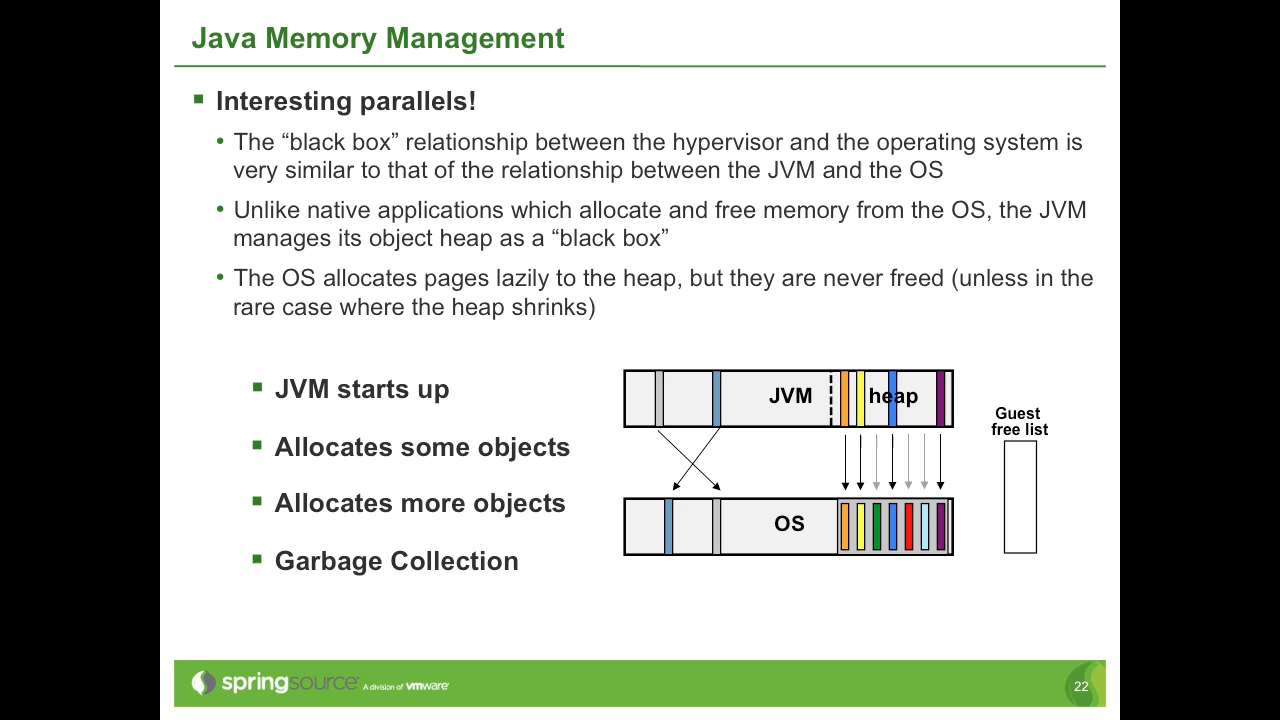 Java Memory Management
Interesting parallels!
The “black box” relationship between the hypervisor and the operating system is
very similar to that of the relationship between the JVM and the OS
Unlike native applications which allocate and free memory from the OS, the JVM
manages its object heap as a “black box”
The OS allocates pages lazily to the heap, but they are never freed (unless in the
rare case where the heap shrinks)
JVM starts up
Allocates some objects
Allocates more objects
Garbage Collection
JVM heap
OS
Guest
free list
springsource A division of vmware
22